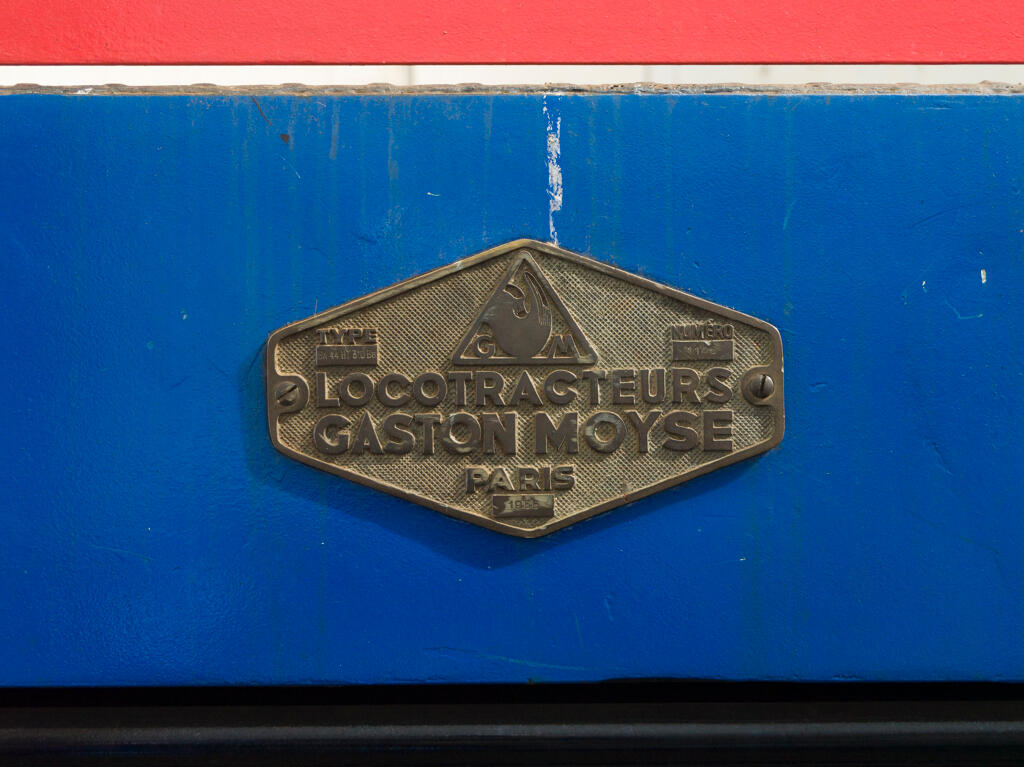 G M
TYPE
NUMÉRO
LOCOTRACTEURS
GASTON MOYSE
PARIS